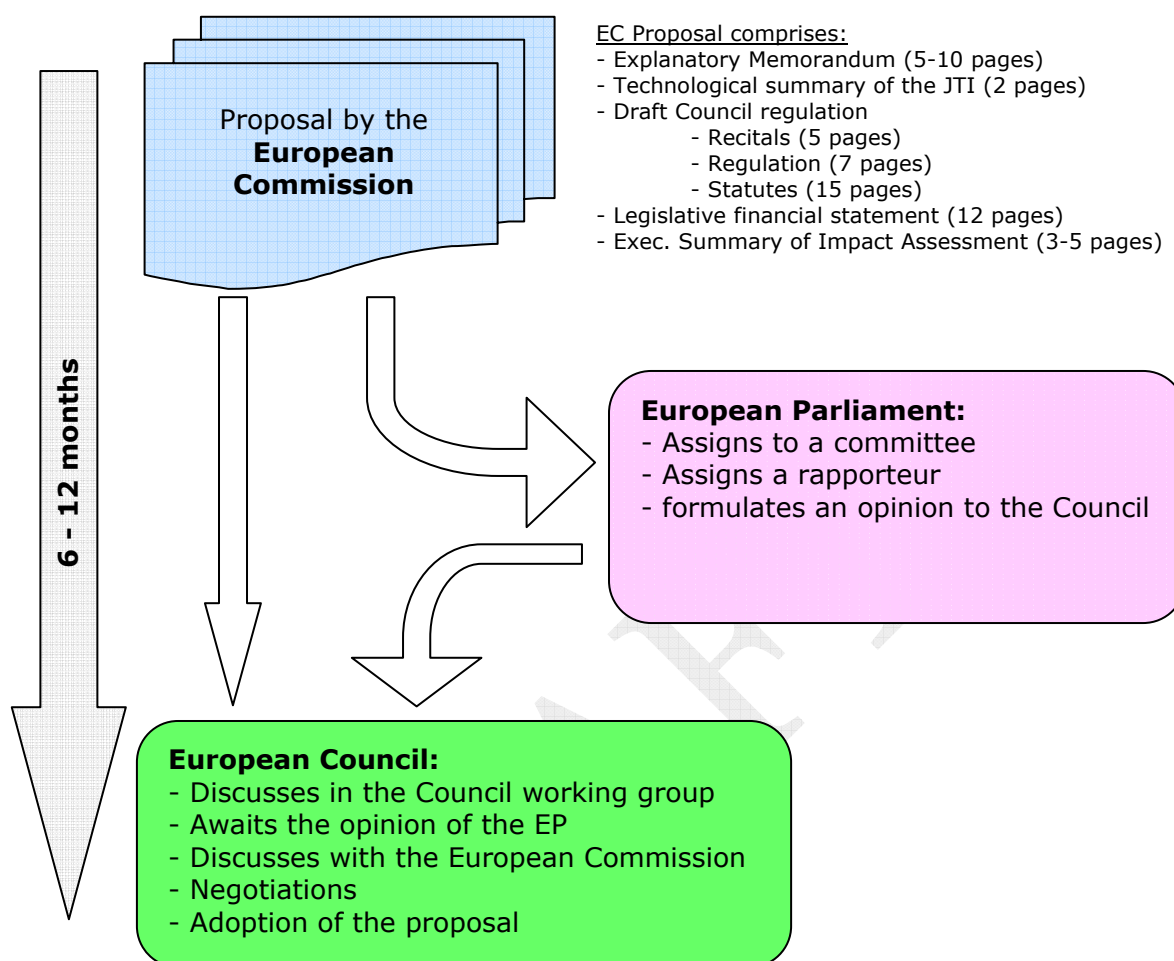 EC Proposal comprises:
- Explanatory Memorandum (5-10 pages)
- Technological summary of the JTI (2 pages)
- Draft Council regulation
- Recitals (5 pages)
- Regulation (7 pages)
- Statutes (15 pages)
- Legislative financial statement (12 pages)
- Exec. Summary of Impact Assessment (3-5 pages)
Proposal by the
European
Commission
6 - 12 months
European Parliament:
- Assigns to a committee
- Assigns a rapporteur
- formulates an opinion to the Council
European Council:
- Discusses in the Council working group
- Awaits the opinion of the EP
- Discusses with the European Commission
- Negotiations
- Adoption of the proposal